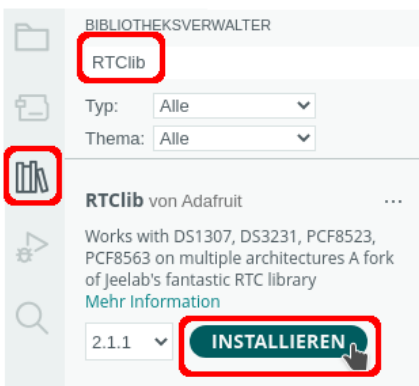 BIBLIOTHEKSVERWALTER
RTClib
Typ: Alle
Thema: Alle
RTClib von Adafruit ...
Works with DS1307, DS3231, PCF8523,
PCF8563 on multiple architectures A fork
of Jeelab's fantastic RTC library
Mehr Information
2.1.1 INSTALLIEREN